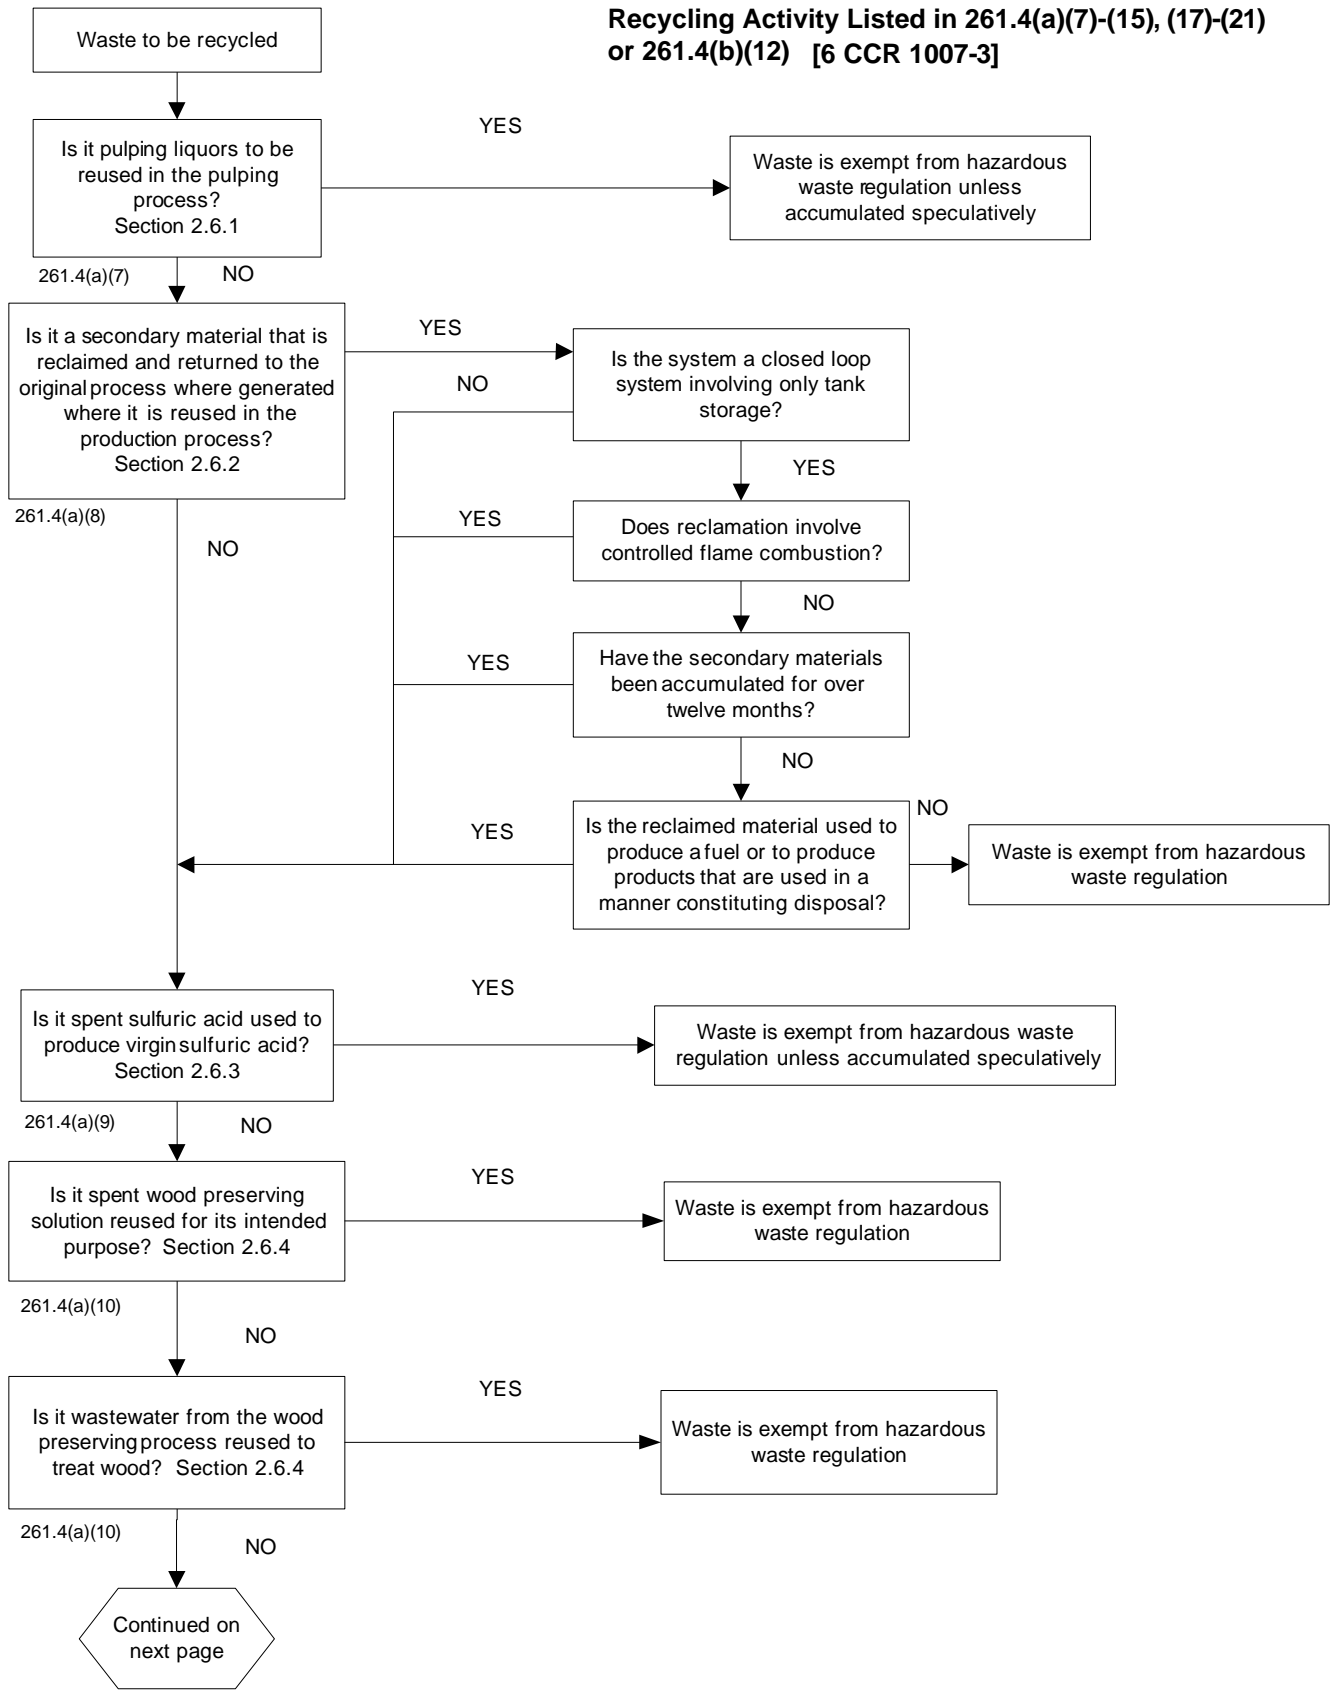 Recycling Activity Listed in 261.4(a)(7)-(15), (17)-(21)
or 261.4(b)(12) [6 CCR 1007-3]
Waste to be recycled
Is it pulping liquors to be
reused in the pulping
process?
Section 2.6.1
YES
Waste is exempt from hazardous
waste regulation unless
accumulated speculatively
261.4(a)(7)
NO
Is it a secondary material that is
reclaimed and returned to the
original process where generated
where it is reused in the
production process?
Section 2.6.2
YES
Is the system a closed loop
system involving only tank
storage?
NO
YES
261.4(a)(8)
NO
Does reclamation involve
controlled flame combustion?
YES
NO
Have the secondary materials
been accumulated for over
twelve months?
YES
NO
Is the reclaimed material used to
produce a fuel or to produce
products that are used in a
manner constituting disposal?
YES
NO
Waste is exempt from hazardous
waste regulation
Is it spent sulfuric acid used to
produce virgin sulfuric acid?
Section 2.6.3
YES
Waste is exempt from hazardous waste
regulation unless accumulated speculatively
261.4(a)(9)
NO
Is it spent wood preserving
solution reused for its intended
purpose? Section 2.6.4
YES
Waste is exempt from hazardous
waste regulation
261.4(a)(10)
NO
Is it wastewater from the wood
preserving process reused to
treat wood? Section 2.6.4
YES
Waste is exempt from hazardous
waste regulation
261.4(a)(10)
NO
Continued on
next page